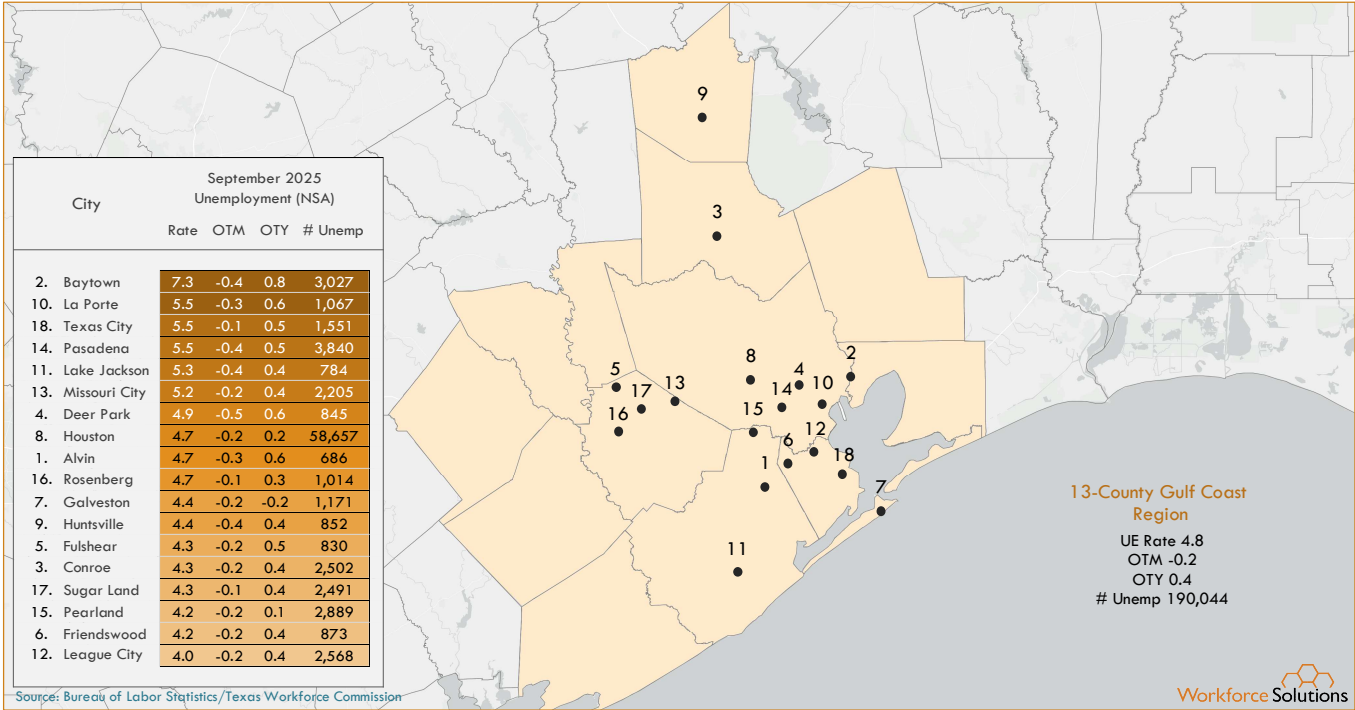 September 2025
Unemployment (NSA)
City
Rate OTM OTY # Unemp
2. Baytown 7.3 -0.4 0.8 3,027
10. La Porte 5.5 -0.3 0.6 1,067
18. Texas City 5.5 -0.1 0.5 1,551
14. Pasadena 5.5 -0.4 0.5 3,840
11. Lake Jackson 5.3 -0.4 0.4 784
13. Missouri City 5.2 -0.2 0.4 2,205
4. Deer Park 4.9 -0.5 0.6 845
8. Houston 4.7 -0.2 0.2 58,657
1. Alvin 4.7 -0.3 0.6 686
16. Rosenberg 4.7 -0.1 0.3 1,014
7. Galveston 4.4 -0.2 -0.2 1,171
9. Huntsville 4.4 -0.4 0.4 852
5. Fulshear 4.3 -0.2 0.5 830
3. Conroe 4.3 -0.2 0.4 2,502
17. Sugar Land 4.3 -0.1 0.4 2,491
15. Pearland 4.2 -0.2 0.1 2,889
6. Friendswood 4.2 -0.2 0.4 873
12. League City 4.0 -0.2 0.4 2,568
Source: Bureau of Labor Statistics/Texas Workforce Commission
9
3
8
2
5
4
17
13
14
10
16
15
6
12
1
18
7
11
13-County Gulf Coast
Region
UE Rate 4.8
OTM -0.2
OTY 0.4
# Unemp 190,044
Workforce Solutions